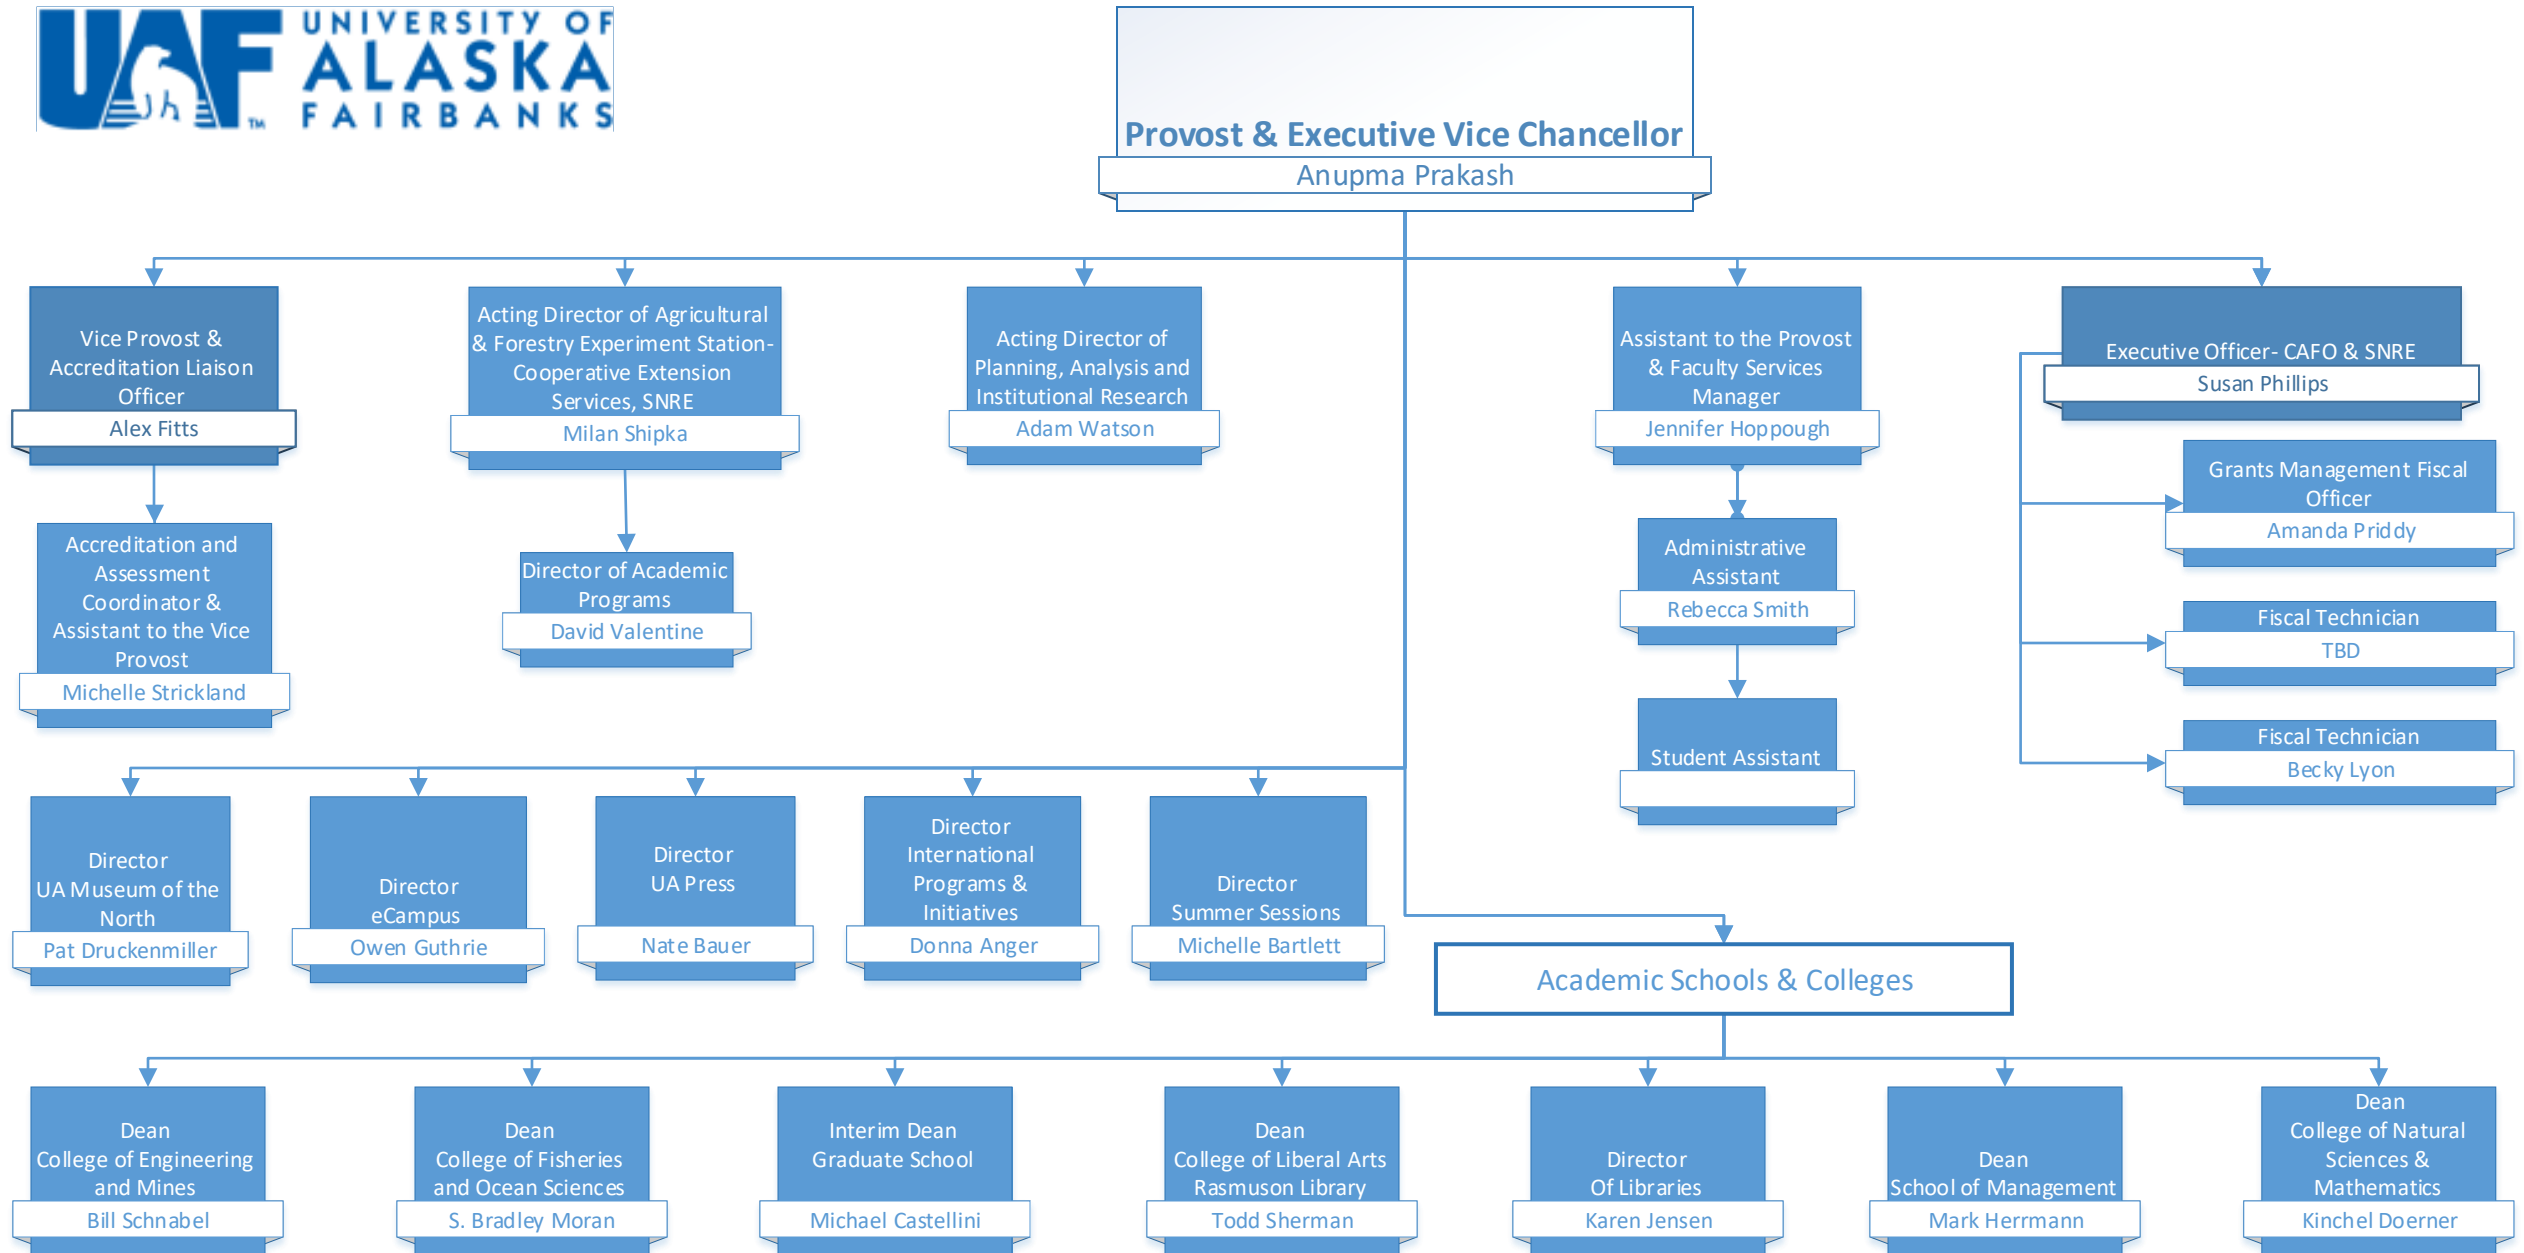 UAF
TM
UNIVERSITY OF
ALASKA
FAIRBANKS
Provost & Executive Vice Chancellor
Anupma Prakash
Vice Provost &
Accreditation Liaison
Officer
Alex Fitts
Acting Director of Agricultural
& Forestry Experiment Station-
Cooperative Extension
Services, SNRE
Milan Shipka
Acting Director of
Planning, Analysis and
Institutional Research
Adam Watson
Assistant to the Provost
& Faculty Services
Manager
Jennifer Hoppough
Executive Officer- CAFO & SNRE
Susan Phillips
Grants Management Fiscal
Officer
Amanda Priddy
Fiscal Technician
TBD
Fiscal Technician
Becky Lyon
Accreditation and
Assessment
Coordinator &
Assistant to the Vice
Provost
Michelle Strickland
Director of Academic
Programs
David Valentine
Administrative
Assistant
Rebecca Smith
Student Assistant
Director
UA Museum of the
North
Pat Druckenmiller
Director
eCampus
Owen Guthrie
Director
UA Press
Nate Bauer
Director
International
Programs &
Initiatives
Donna Anger
Director
Summer Sessions
Michelle Bartlett
Academic Schools & Colleges
Dean
College of Engineering
and Mines
Bill Schnabel
Dean
College of Fisheries
and Ocean Sciences
S. Bradley Moran
Interim Dean
Graduate School
Michael Castellini
Dean
College of Liberal Arts
Rasmuson Library
Todd Sherman
Director
Of Libraries
Karen Jensen
Dean
School of Management
Mark Herrmann
Dean
College of Natural
Sciences &
Mathematics
Kinchel Doerner